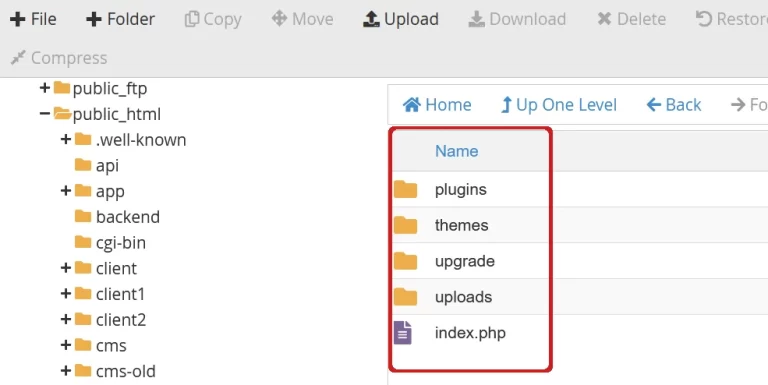 File Folder Copy Move Upload Download Delete Restor
Compress
public_ftp
public_html
.well-known
api
app
backend
cgi-bin
client
client1
client2
cms
cms-old
Home Up One Level Back Fo
Name
plugins
themes
upgrade
uploads
index.php